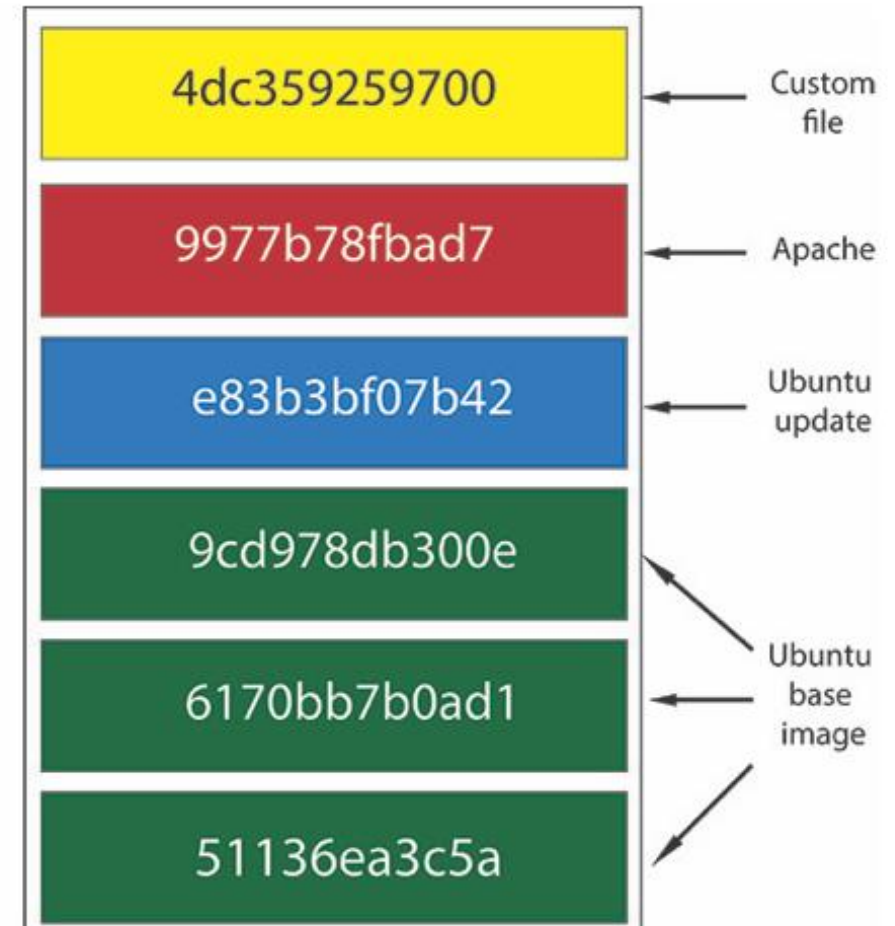 4dc359259700
Custom
file
9977b78fbad7
Apache
e83b3bf07b42
Ubuntu
update
9cd978db300e
6170bb7b0ad1
Ubuntu
base
image
51136ea3c5a